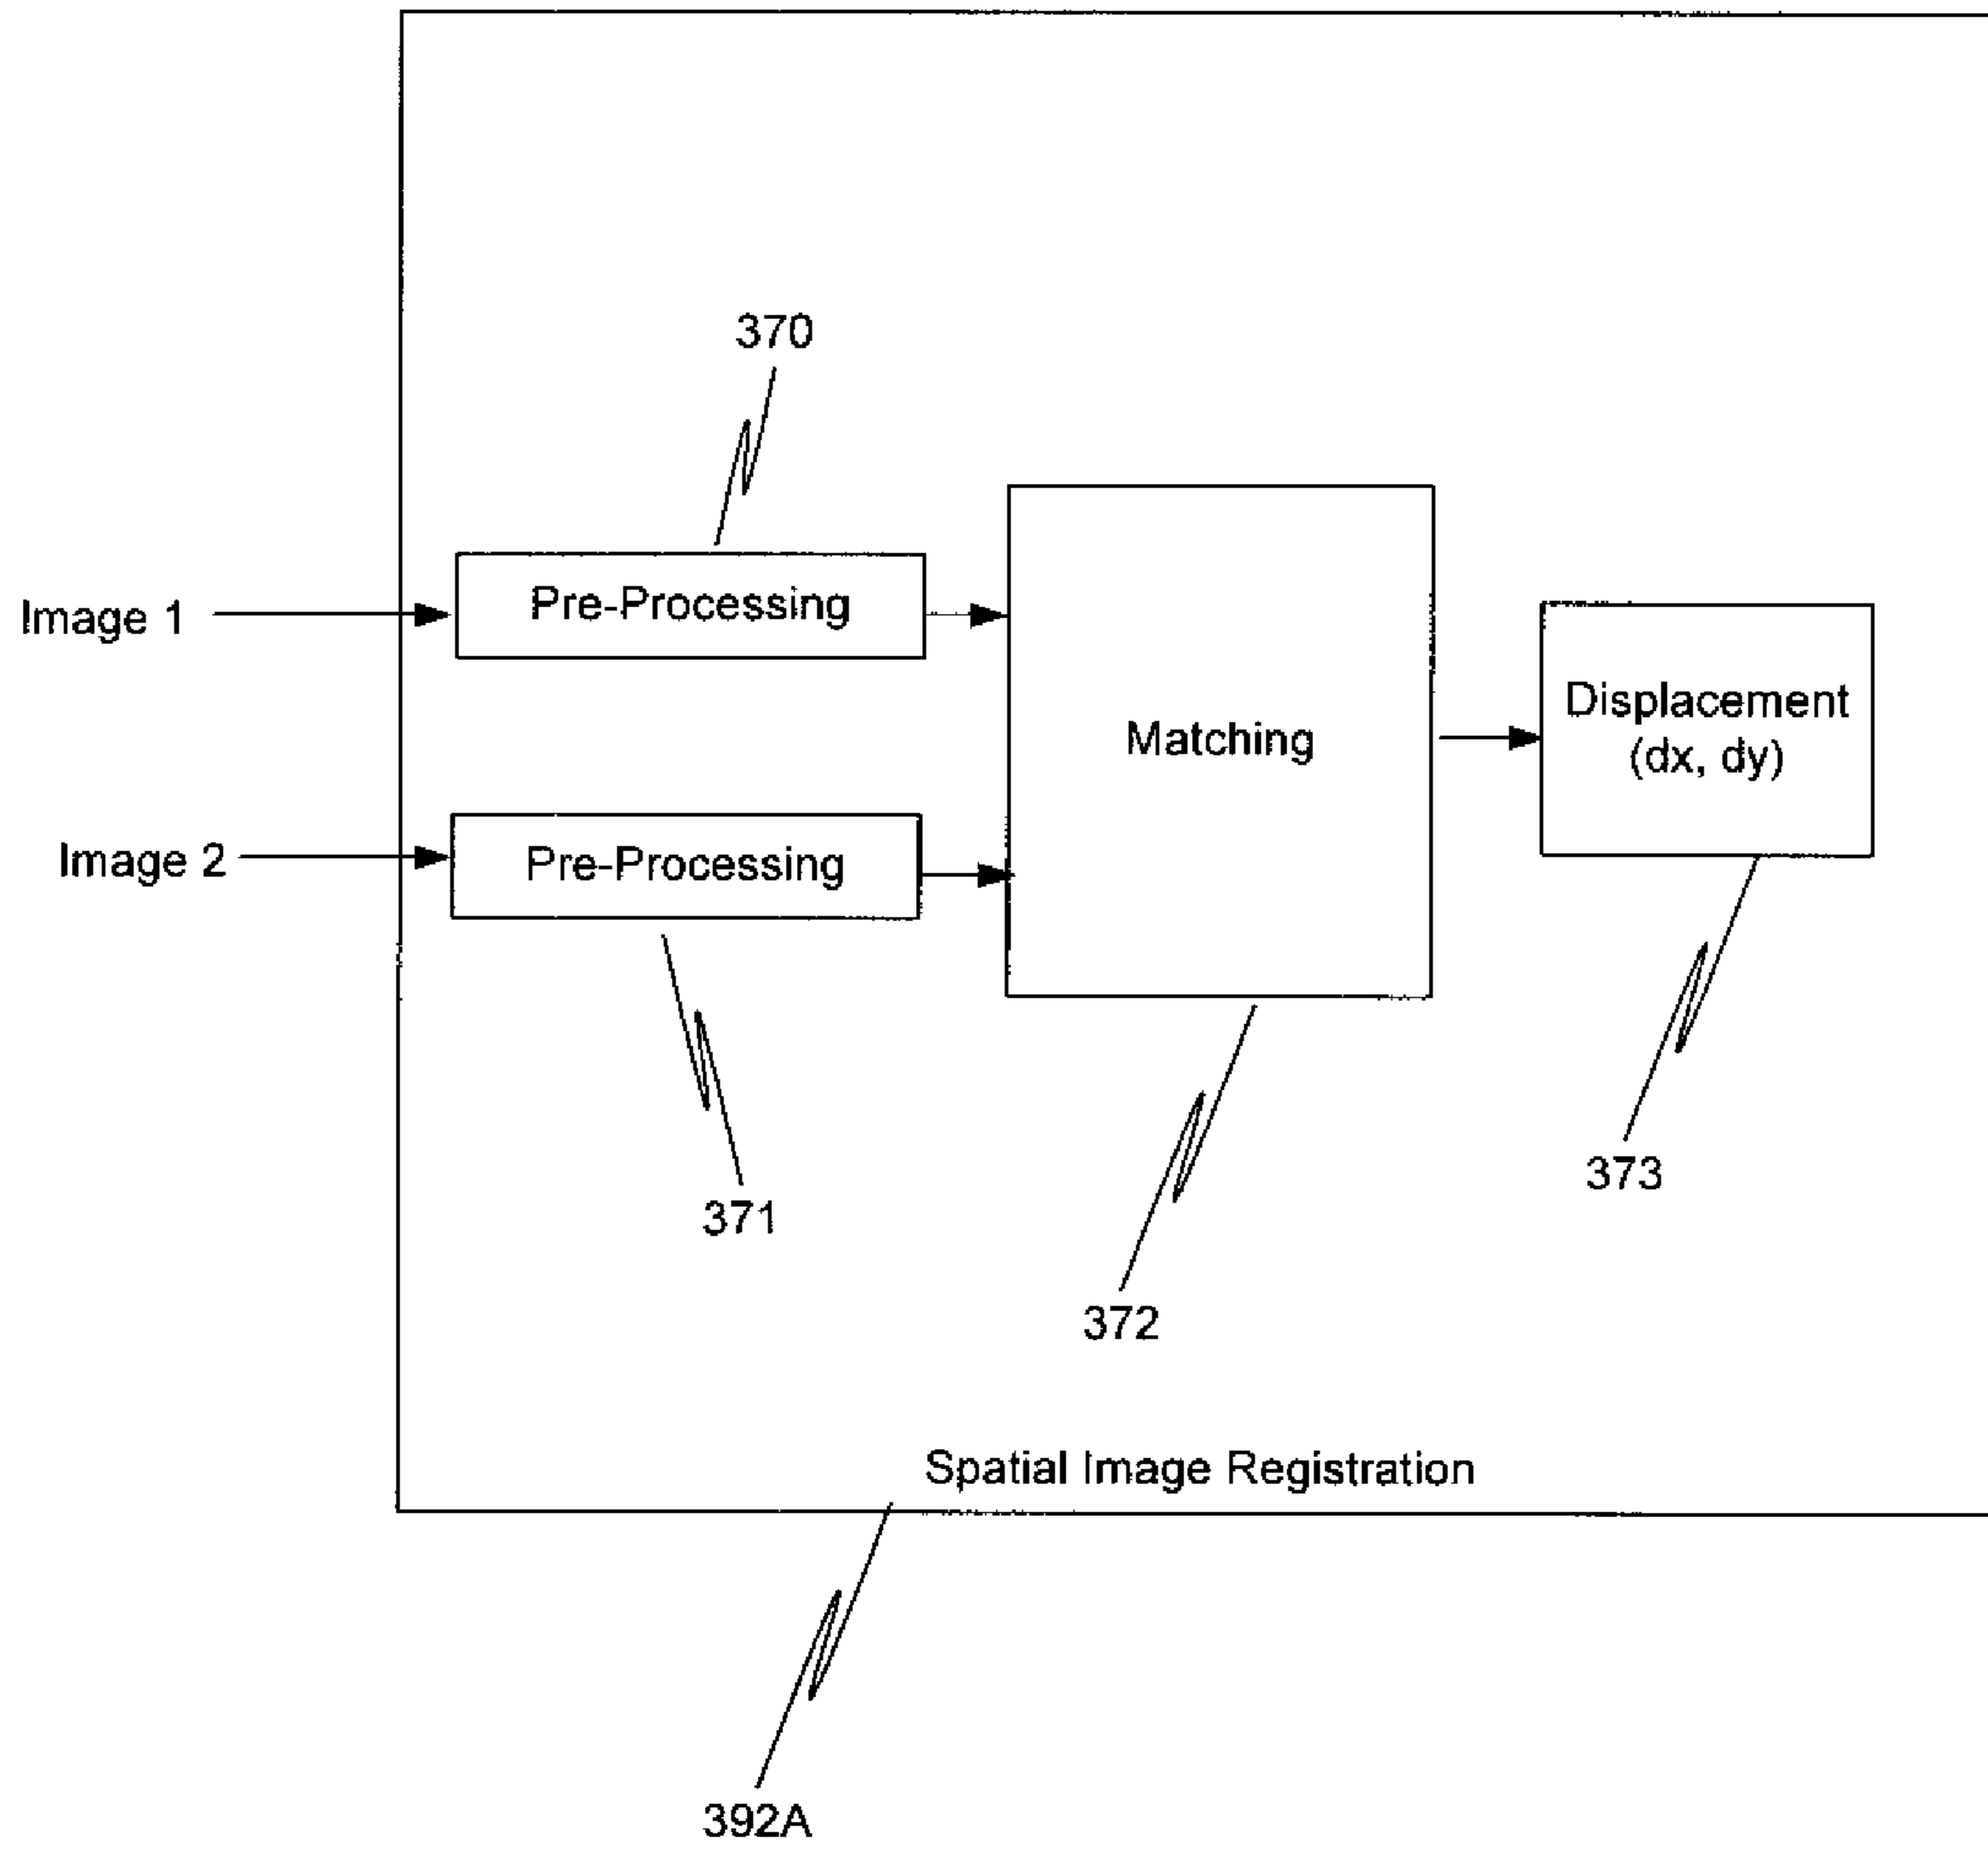 370
Image 1
Pre-Processing
Matching
Displacement
(dx, dy)
Image 2
Pre-Processing
371
373
372
Spatial Image Registration
392A